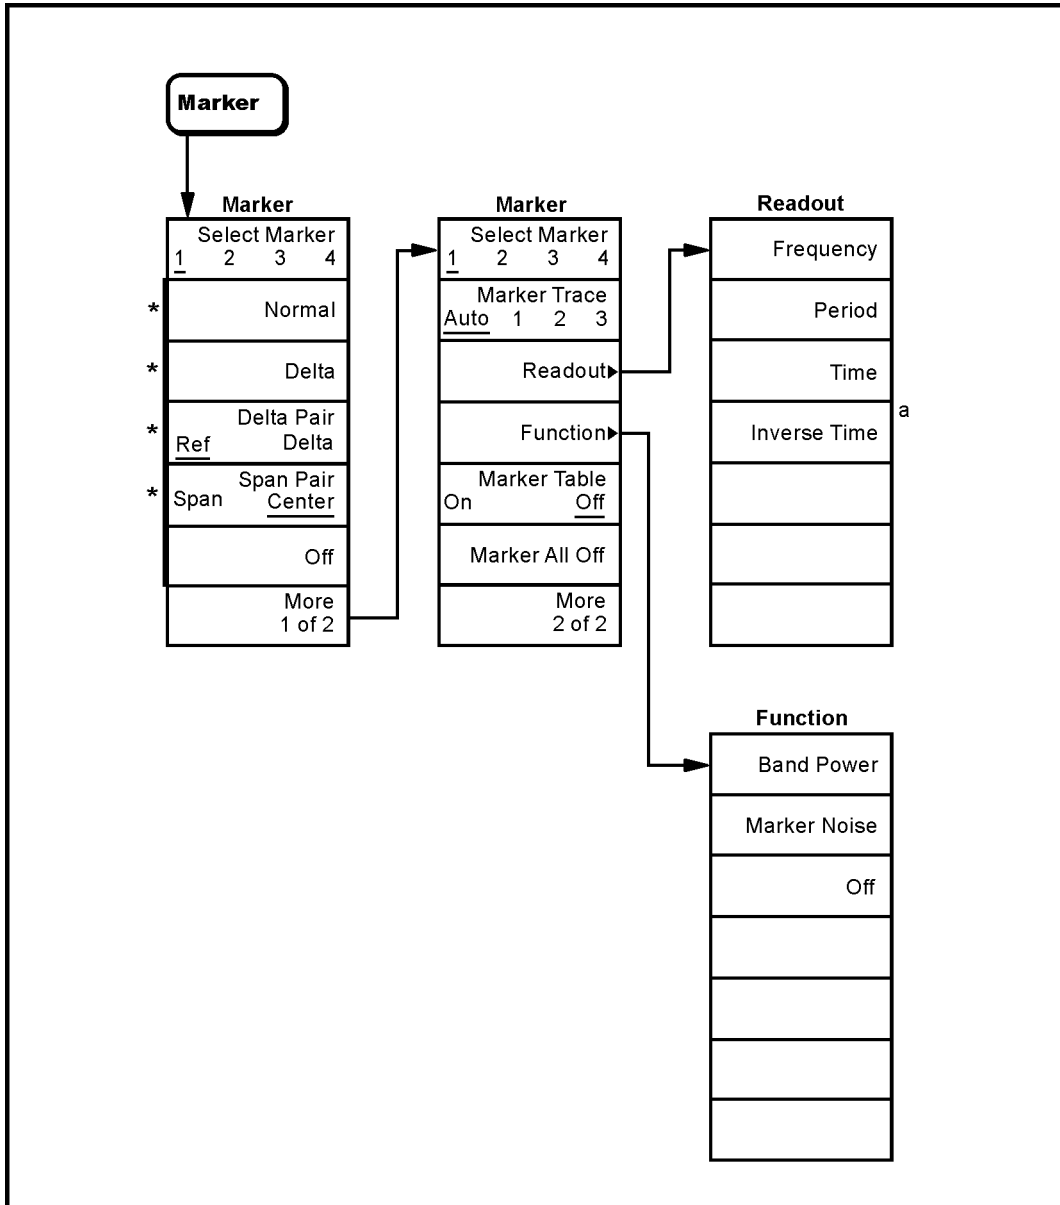 Marker
Marker
Select Marker
1 2 3 4
* Normal
* Delta
* Delta Pair
Ref Delta
* Span Pair
Span Center
Off
More
1 of 2
Marker
Select Marker
1 2 3 4
Marker Trace
Auto 1 2 3
Readout
Function
Marker Table
On Off
Marker All Off
More
2 of 2
Readout
Frequency
Period
Time
a
Inverse Time
Function
Band Power
Marker Noise
Off